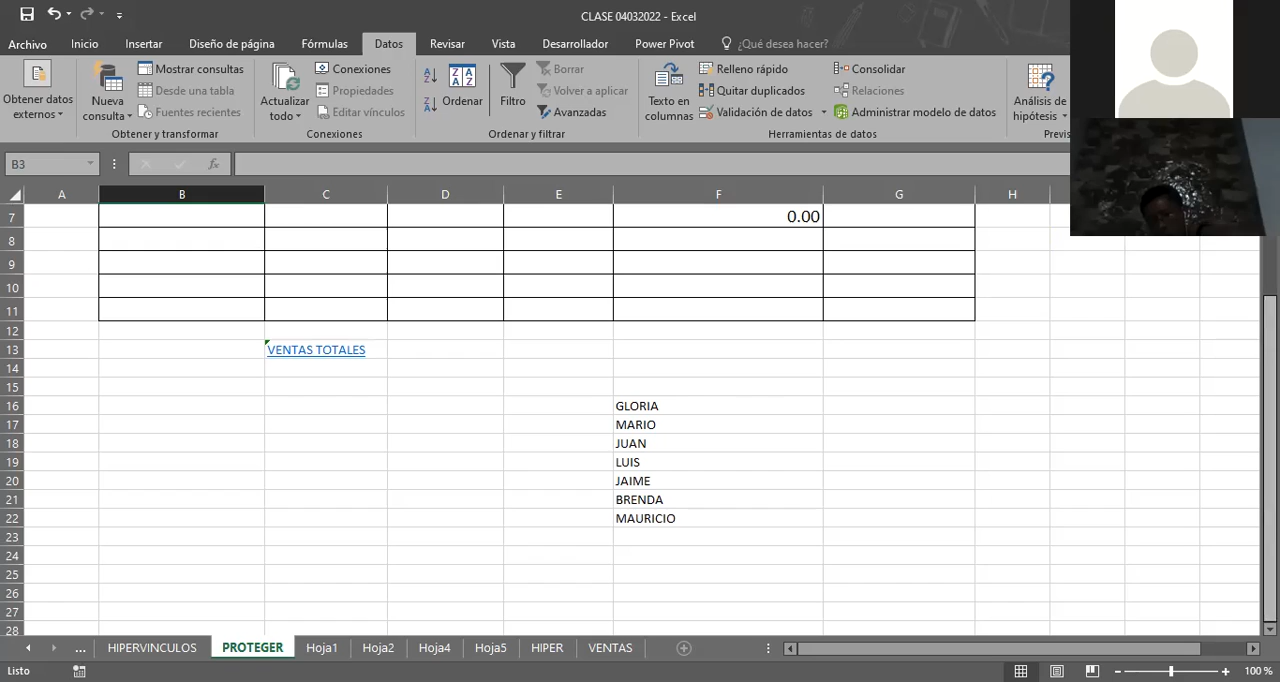 CLASE 04032022 - Excel
Archivo Inicio Insertar Diseño de página Fórmulas Datos Revisar Vista Desarrollador Power Pivot ¿Qué desea hacer?
Obtener datos externos
Nueva consulta
Mostrar consultas
Desde una tabla
Fuentes recientes
Obtener y transformar
Actualizar todo
Conexiones
Propiedades
Editar vínculos
Conexiones
Ordenar
Filtro
Borrar
Volver a aplicar
Avanzadas
Ordenar y filtrar
Texto en columnas
Relleno rápido
Quitar duplicados
Validación de datos
Consolidar
Relaciones
Administrar modelo de datos
Herramientas de datos
Análisis de hipótesis
Previs
B3 fx
A B C D E F G H
7 0.00
8
9
10
11
12
13 VENTAS TOTALES
14
15
16 GLORIA
17 MARIO
18 JUAN
19 LUIS
20 JAIME
21 BRENDA
22 MAURICIO
23
24
25
26
27
28
... HIPERVINCULOS PROTEGER Hoja1 Hoja2 Hoja4 Hoja5 HIPER VENTAS
Listo 100 %